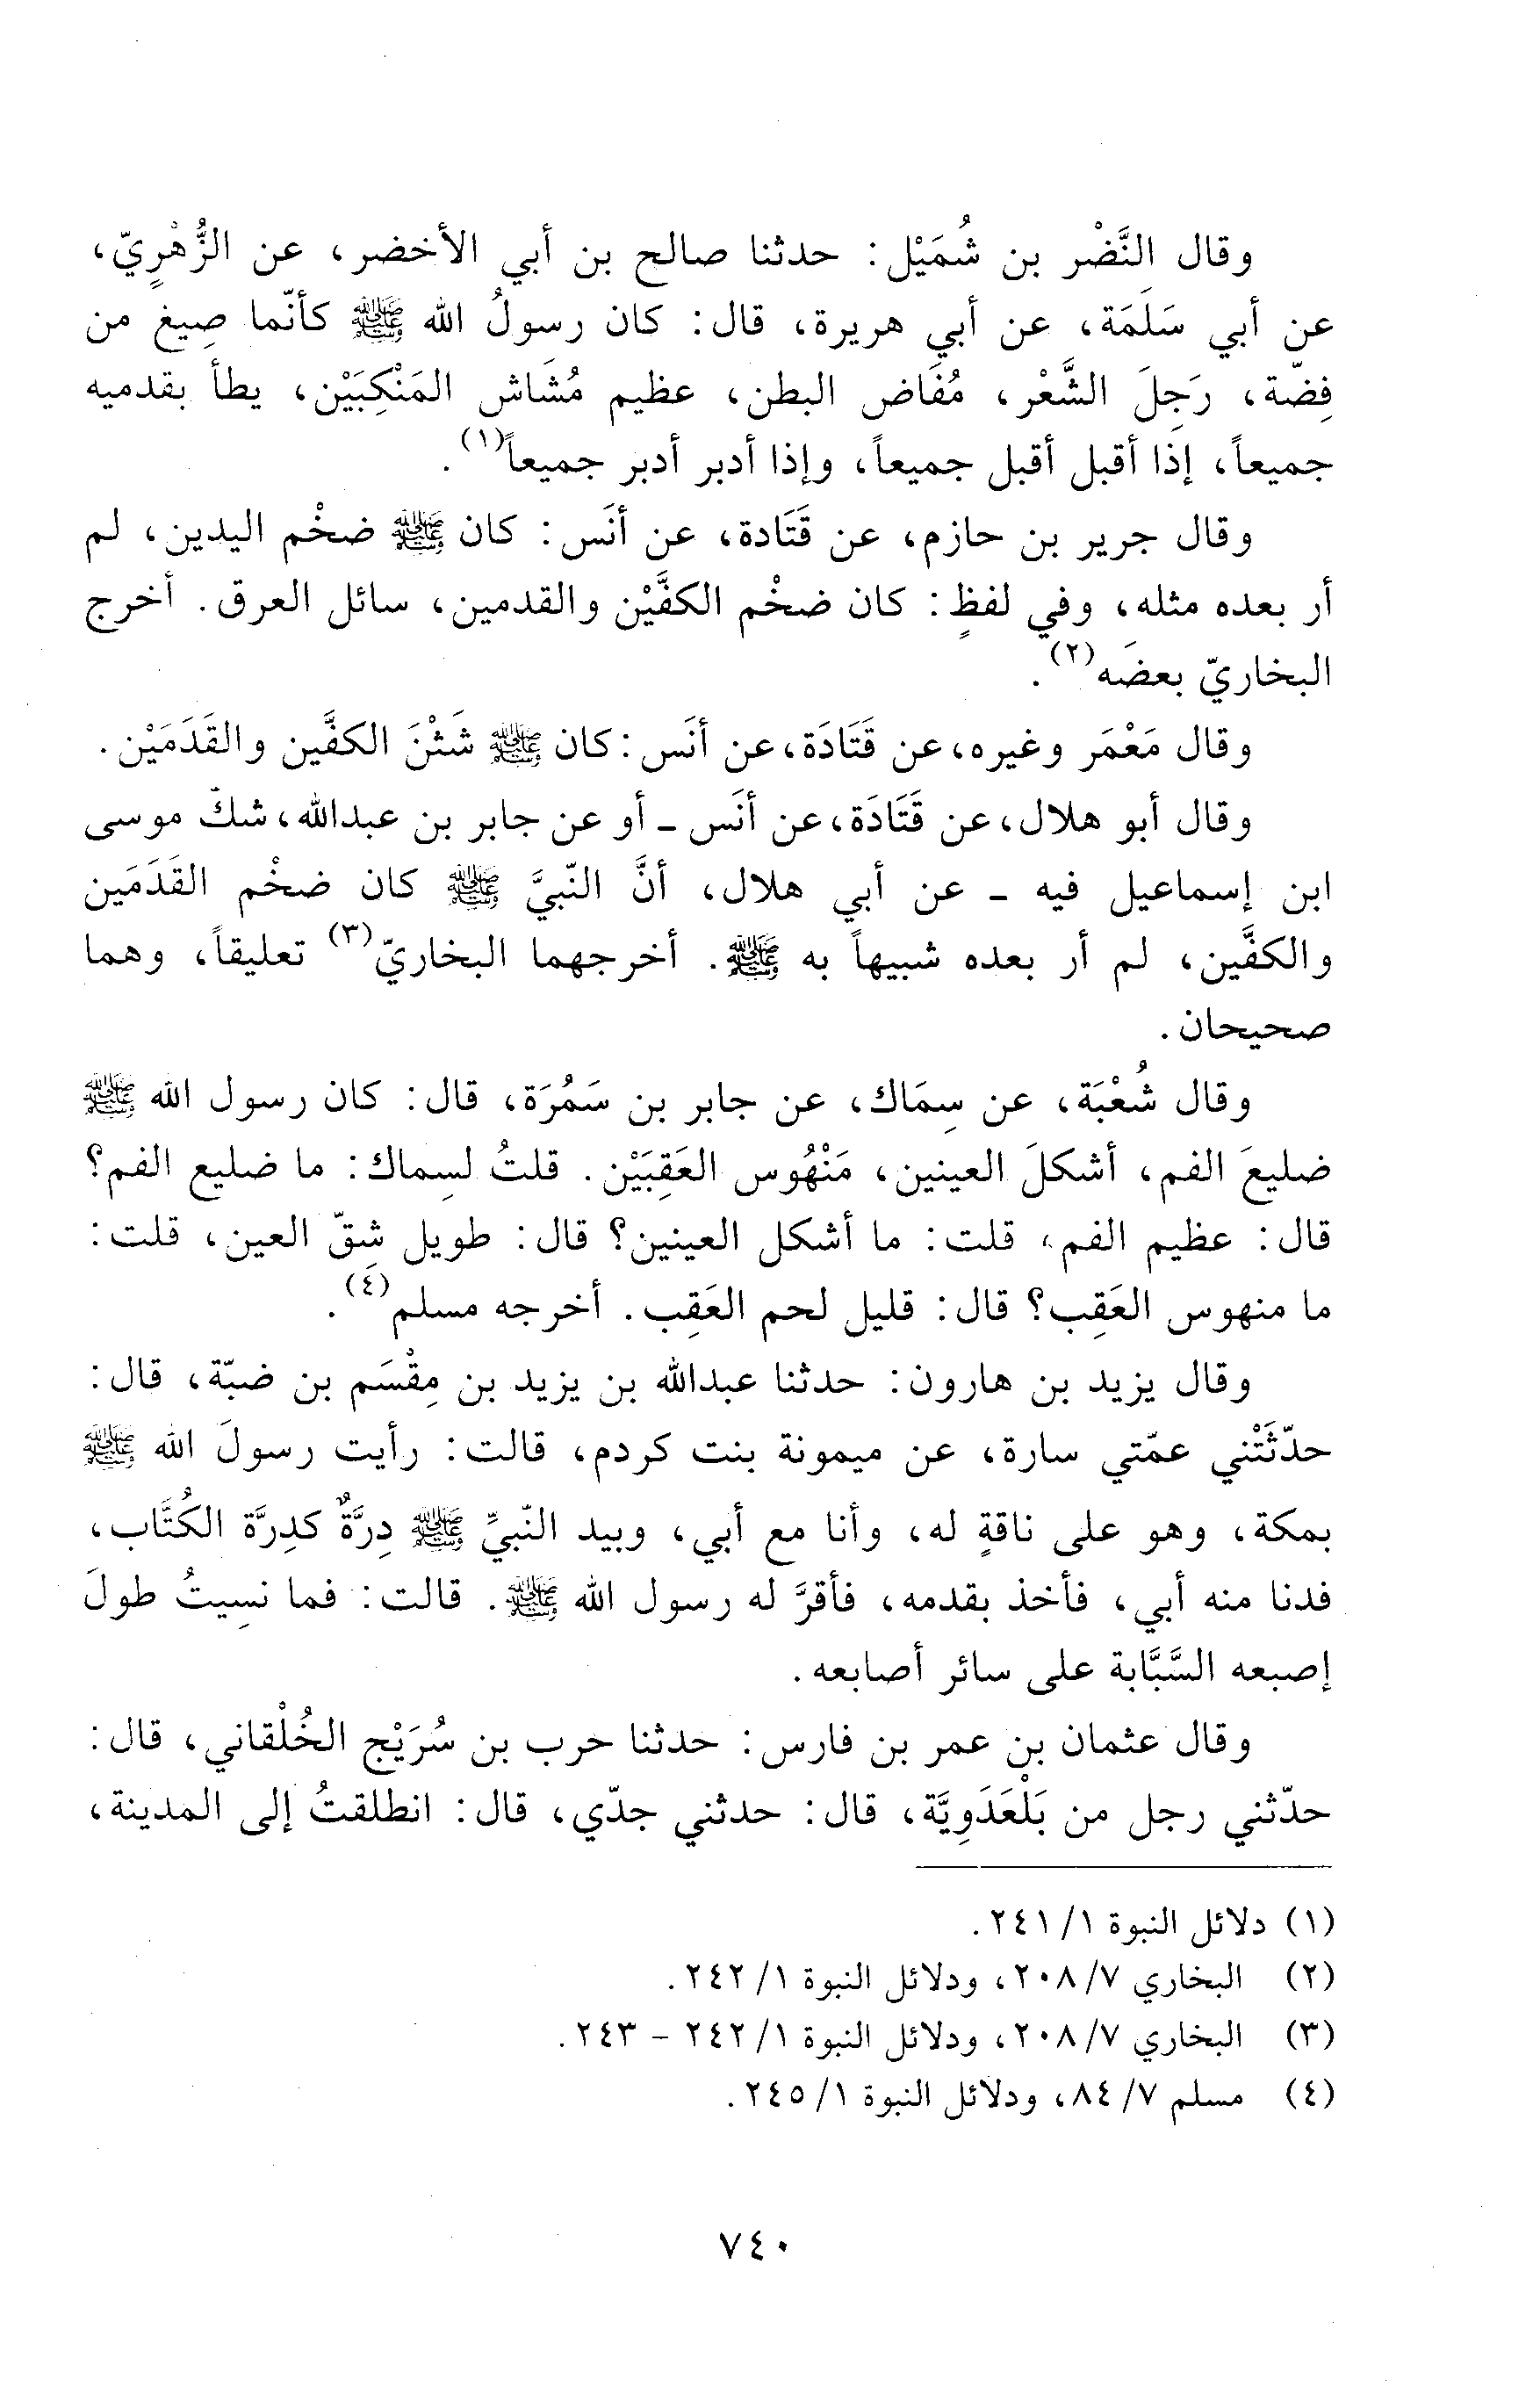 وقال النَّضْر بن شُمَيْل: حدثنا صالح بن أبي الأخضر، عن الزُّهْرِيّ،
عن أبي سَلَمَة، عن أبي هريرة، قال: كان رسولُ الله ﷺ كأنّما صِيغ من
فِضّة، رَجِلَ الشَّعْر، مُفَاض البطن، عظيم مُشَاش المَنْكِبَيْن، يطأ بقدميه
جميعاً، إذا أقبل أقبل جميعاً، وإذا أدبر أدبر جميعاً(١).
وقال جرير بن حازم، عن قَتَادة، عن أنَس: كان ﷺ ضخْم اليدين، لم
أر بعده مثله، وفي لفظٍ: كان ضخْم الكفَّيْن والقدمين، سائل العرق. أخرج
البخاريّ بعضَه(٢).
وقال مَعْمَر وغيره، عن قَتَادَة، عن أنَس: كان ﷺ شَثْنَ الكفَّين والقَدَمَيْن.
وقال أبو هلال، عن قَتَادَة، عن أنَس - أو عن جابر بن عبدالله، شكّ موسى
ابن إسماعيل فيه - عن أبي هلال، أنَّ النّبيَّ ﷺ كان ضخْم القَدَمَين
والكفَّين، لم أر بعده شبيهاً به ﷺ. أخرجهما البخاريّ(٣) تعليقاً، وهما
صحيحان.
وقال شُعْبَة، عن سِمَاك، عن جابر بن سَمُرَة، قال: كان رسول الله ﷺ
ضليعَ الفم، أشكلَ العينين، مَنْهُوس العَقِبَيْن. قلتُ لسِماك: ما ضليع الفم؟
قال: عظيم الفم، قلت: ما أشكل العينين؟ قال: طويل شِقّ العين، قلت:
ما منهوس العَقِب؟ قال: قليل لحم العَقِب. أخرجه مسلم(٤).
وقال يزيد بن هارون: حدثنا عبدالله بن يزيد بن مِقْسَم بن ضبّة، قال:
حدّثَتْني عمّتي سارة، عن ميمونة بنت كردم، قالت: رأيت رسولَ الله ﷺ
بمكة، وهو على ناقةٍ له، وأنا مع أبي، وبيد النّبيِّ ﷺ دِرَّةٌ كدِرَّة الكُتَّاب،
فدنا منه أبي، فأخذ بقدمه، فأقرَّ له رسول الله ﷺ. قالت: فما نسِيتُ طولَ
إصبعه السَّبَّابة على سائر أصابعه.
وقال عثمان بن عمر بن فارس: حدثنا حرب بن سُرَيْج الخُلْقاني، قال:
حدّثني رجل من بَلْعَدَوِيَّة، قال: حدثني جدّي، قال: انطلقتُ إلى المدينة،
(١) دلائل النبوة ١/ ٢٤١.
(٢) البخاري ٧/ ٢٠٨، ودلائل النبوة ١/ ٢٤٢.
(٣) البخاري ٧/ ٢٠٨، ودلائل النبوة ١/ ٢٤٢ - ٢٤٣.
(٤) مسلم ٧/ ٨٤، ودلائل النبوة ١/ ٢٤٥.
٧٤٠